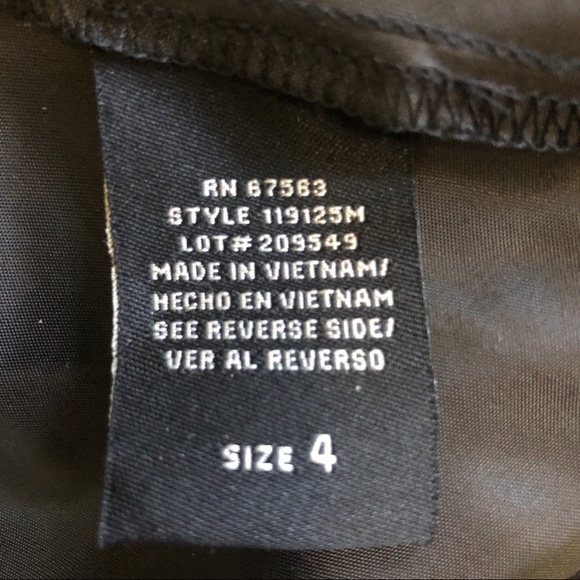 RN 67563
STYLE 119125M
LOT# 209549
MADE IN VIETNAM/
HECHO EN VIETNAM
SEE REVERSE SIDE/
VER AL REVERSO
SIZE 4